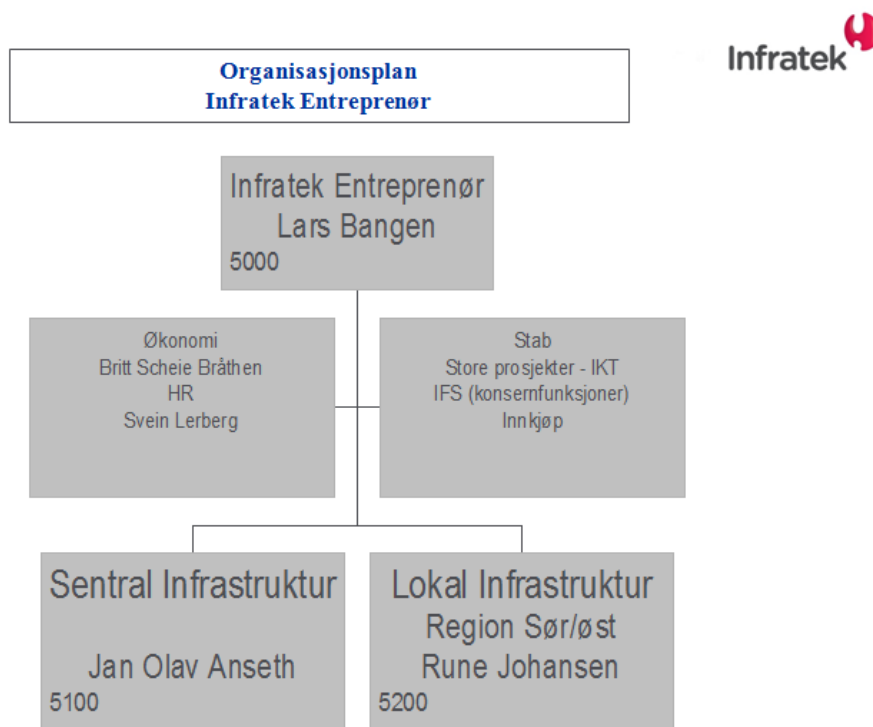 Infratek
Organisasjonsplan
Infratek Entreprenør
Infratek Entreprenør
Lars Bangen
5000
Økonomi
Britt Scheie Bråthen
HR
Svein Lerberg
Stab
Store prosjekter - IKT
IFS (konsernfunksjoner)
Innkjøp
Sentral Infrastruktur
Jan Olav Anseth
5100
Lokal Infrastruktur
Region Sør/øst
Rune Johansen
5200